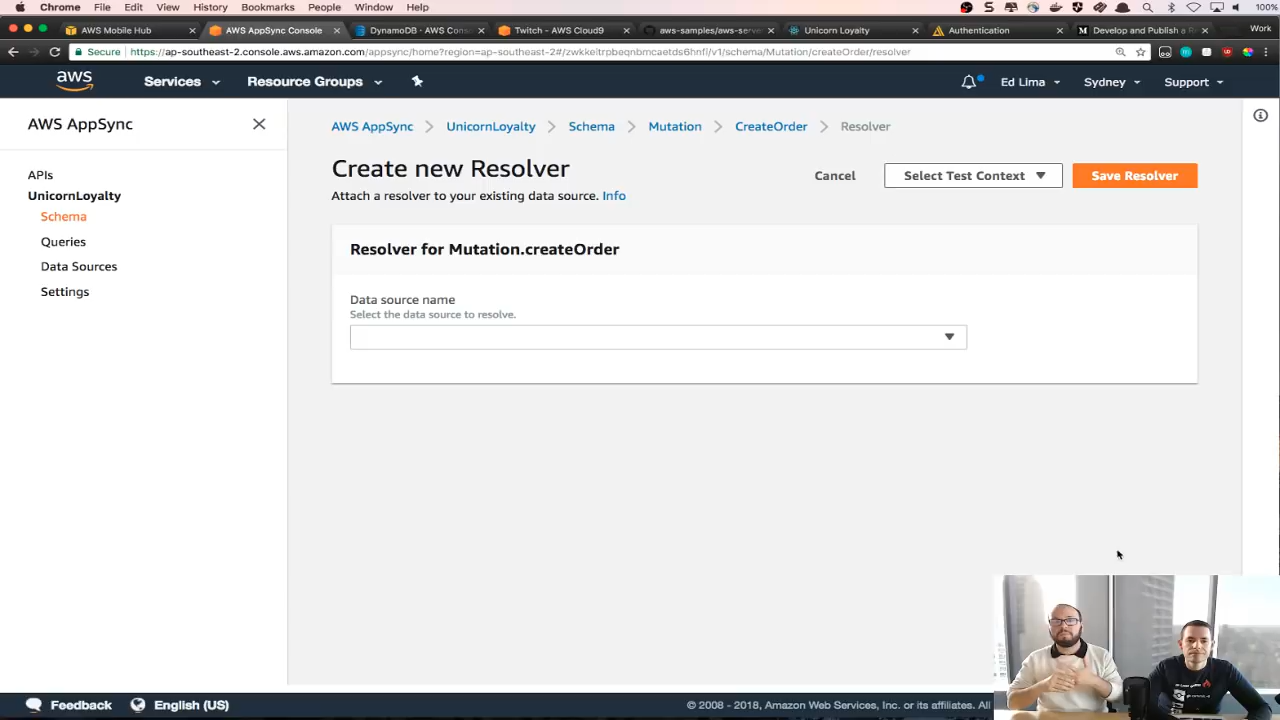 Chrome File Edit View History Bookmarks People Window Help 100%
AWS Mobile Hub AWS AppSync Console DynamoDB · AWS Cons Twitch - AWS Cloud9 aws-samples/aws-serv Unicorn Loyalty Authentication Develop and Publish a R Work
Secure https://ap-southeast-2.console.aws.amazon.com/appsync/home?region=ap-southeast-2#/zwkkeitrpbeqnbmcaetds6hnfi/v1/schema/Mutation/createOrder/resolver
aws Services Resource Groups Ed Lima Sydney Support
AWS AppSync
APIs
UnicornLoyalty
Schema
Queries
Data Sources
Settings
AWS AppSync UnicornLoyalty Schema Mutation CreateOrder Resolver
Create new Resolver
Attach a resolver to your existing data source. Info
Cancel Select Test Context Save Resolver
Resolver for Mutation.createOrder
Data source name
Select the data source to resolve.
Feedback English (US) © 2008 - 2018, Amazon Web Services, Inc. or its affiliates. All